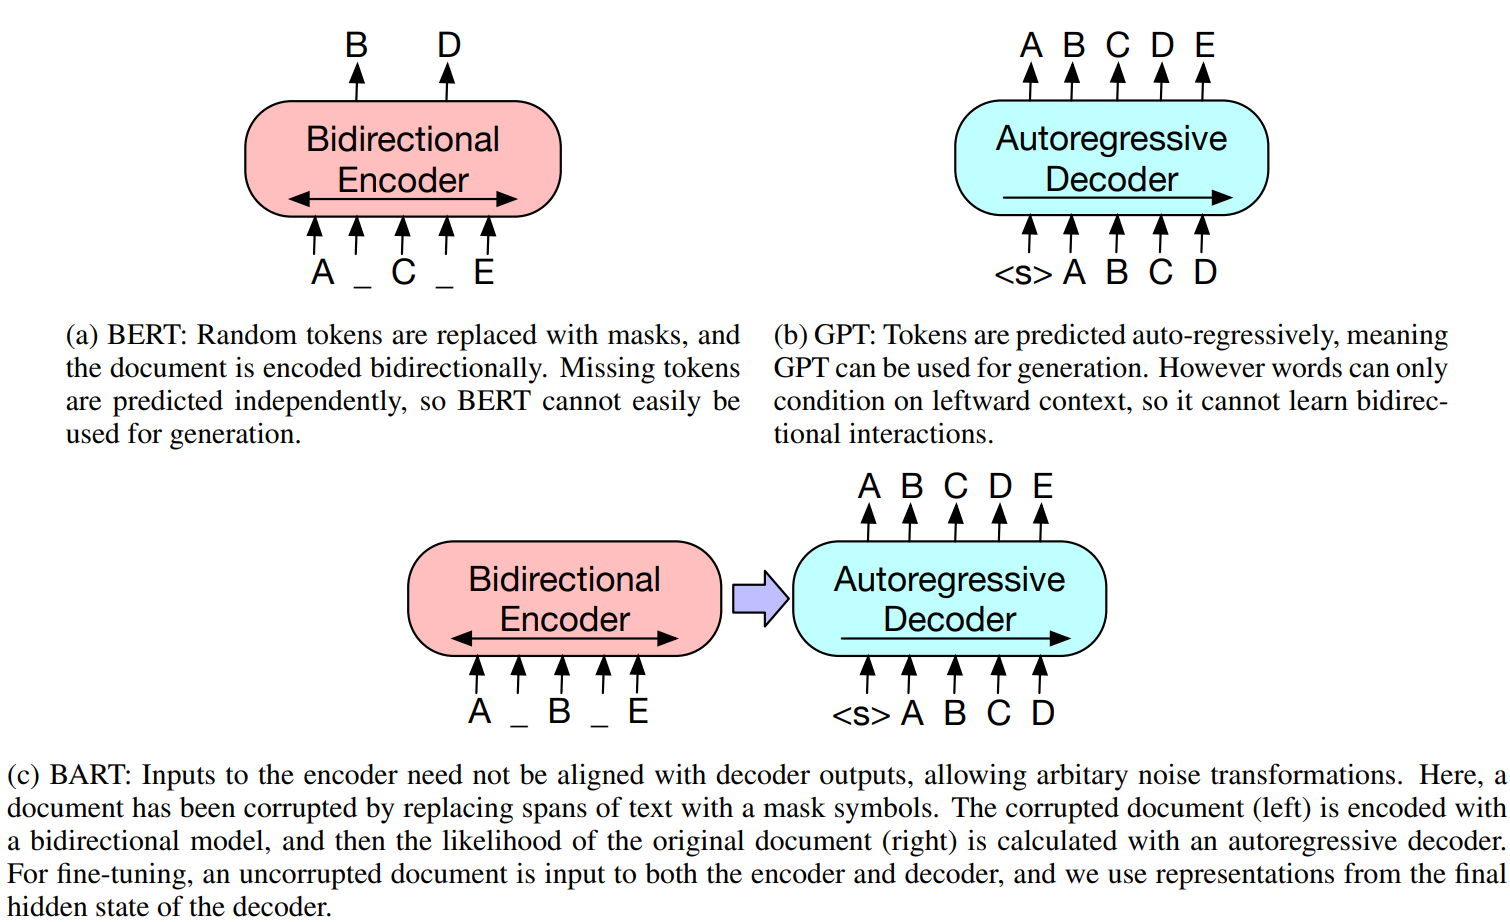 B D
Bidirectional
Encoder
A _ C _ E
(a) BERT: Random tokens are replaced with masks, and
the document is encoded bidirectionally. Missing tokens
are predicted independently, so BERT cannot easily be
used for generation.
A B C D E
Autoregressive
Decoder
<s> A B C D
(b) GPT: Tokens are predicted auto-regressively, meaning
GPT can be used for generation. However words can only
condition on leftward context, so it cannot learn bidirec-
tional interactions.
Bidirectional
Encoder
A _ B _ E
A B C D E
Autoregressive
Decoder
<s> A B C D
(c) BART: Inputs to the encoder need not be aligned with decoder outputs, allowing arbitary noise transformations. Here, a
document has been corrupted by replacing spans of text with a mask symbols. The corrupted document (left) is encoded with
a bidirectional model, and then the likelihood of the original document (right) is calculated with an autoregressive decoder.
For fine-tuning, an uncorrupted document is input to both the encoder and decoder, and we use representations from the final
hidden state of the decoder.